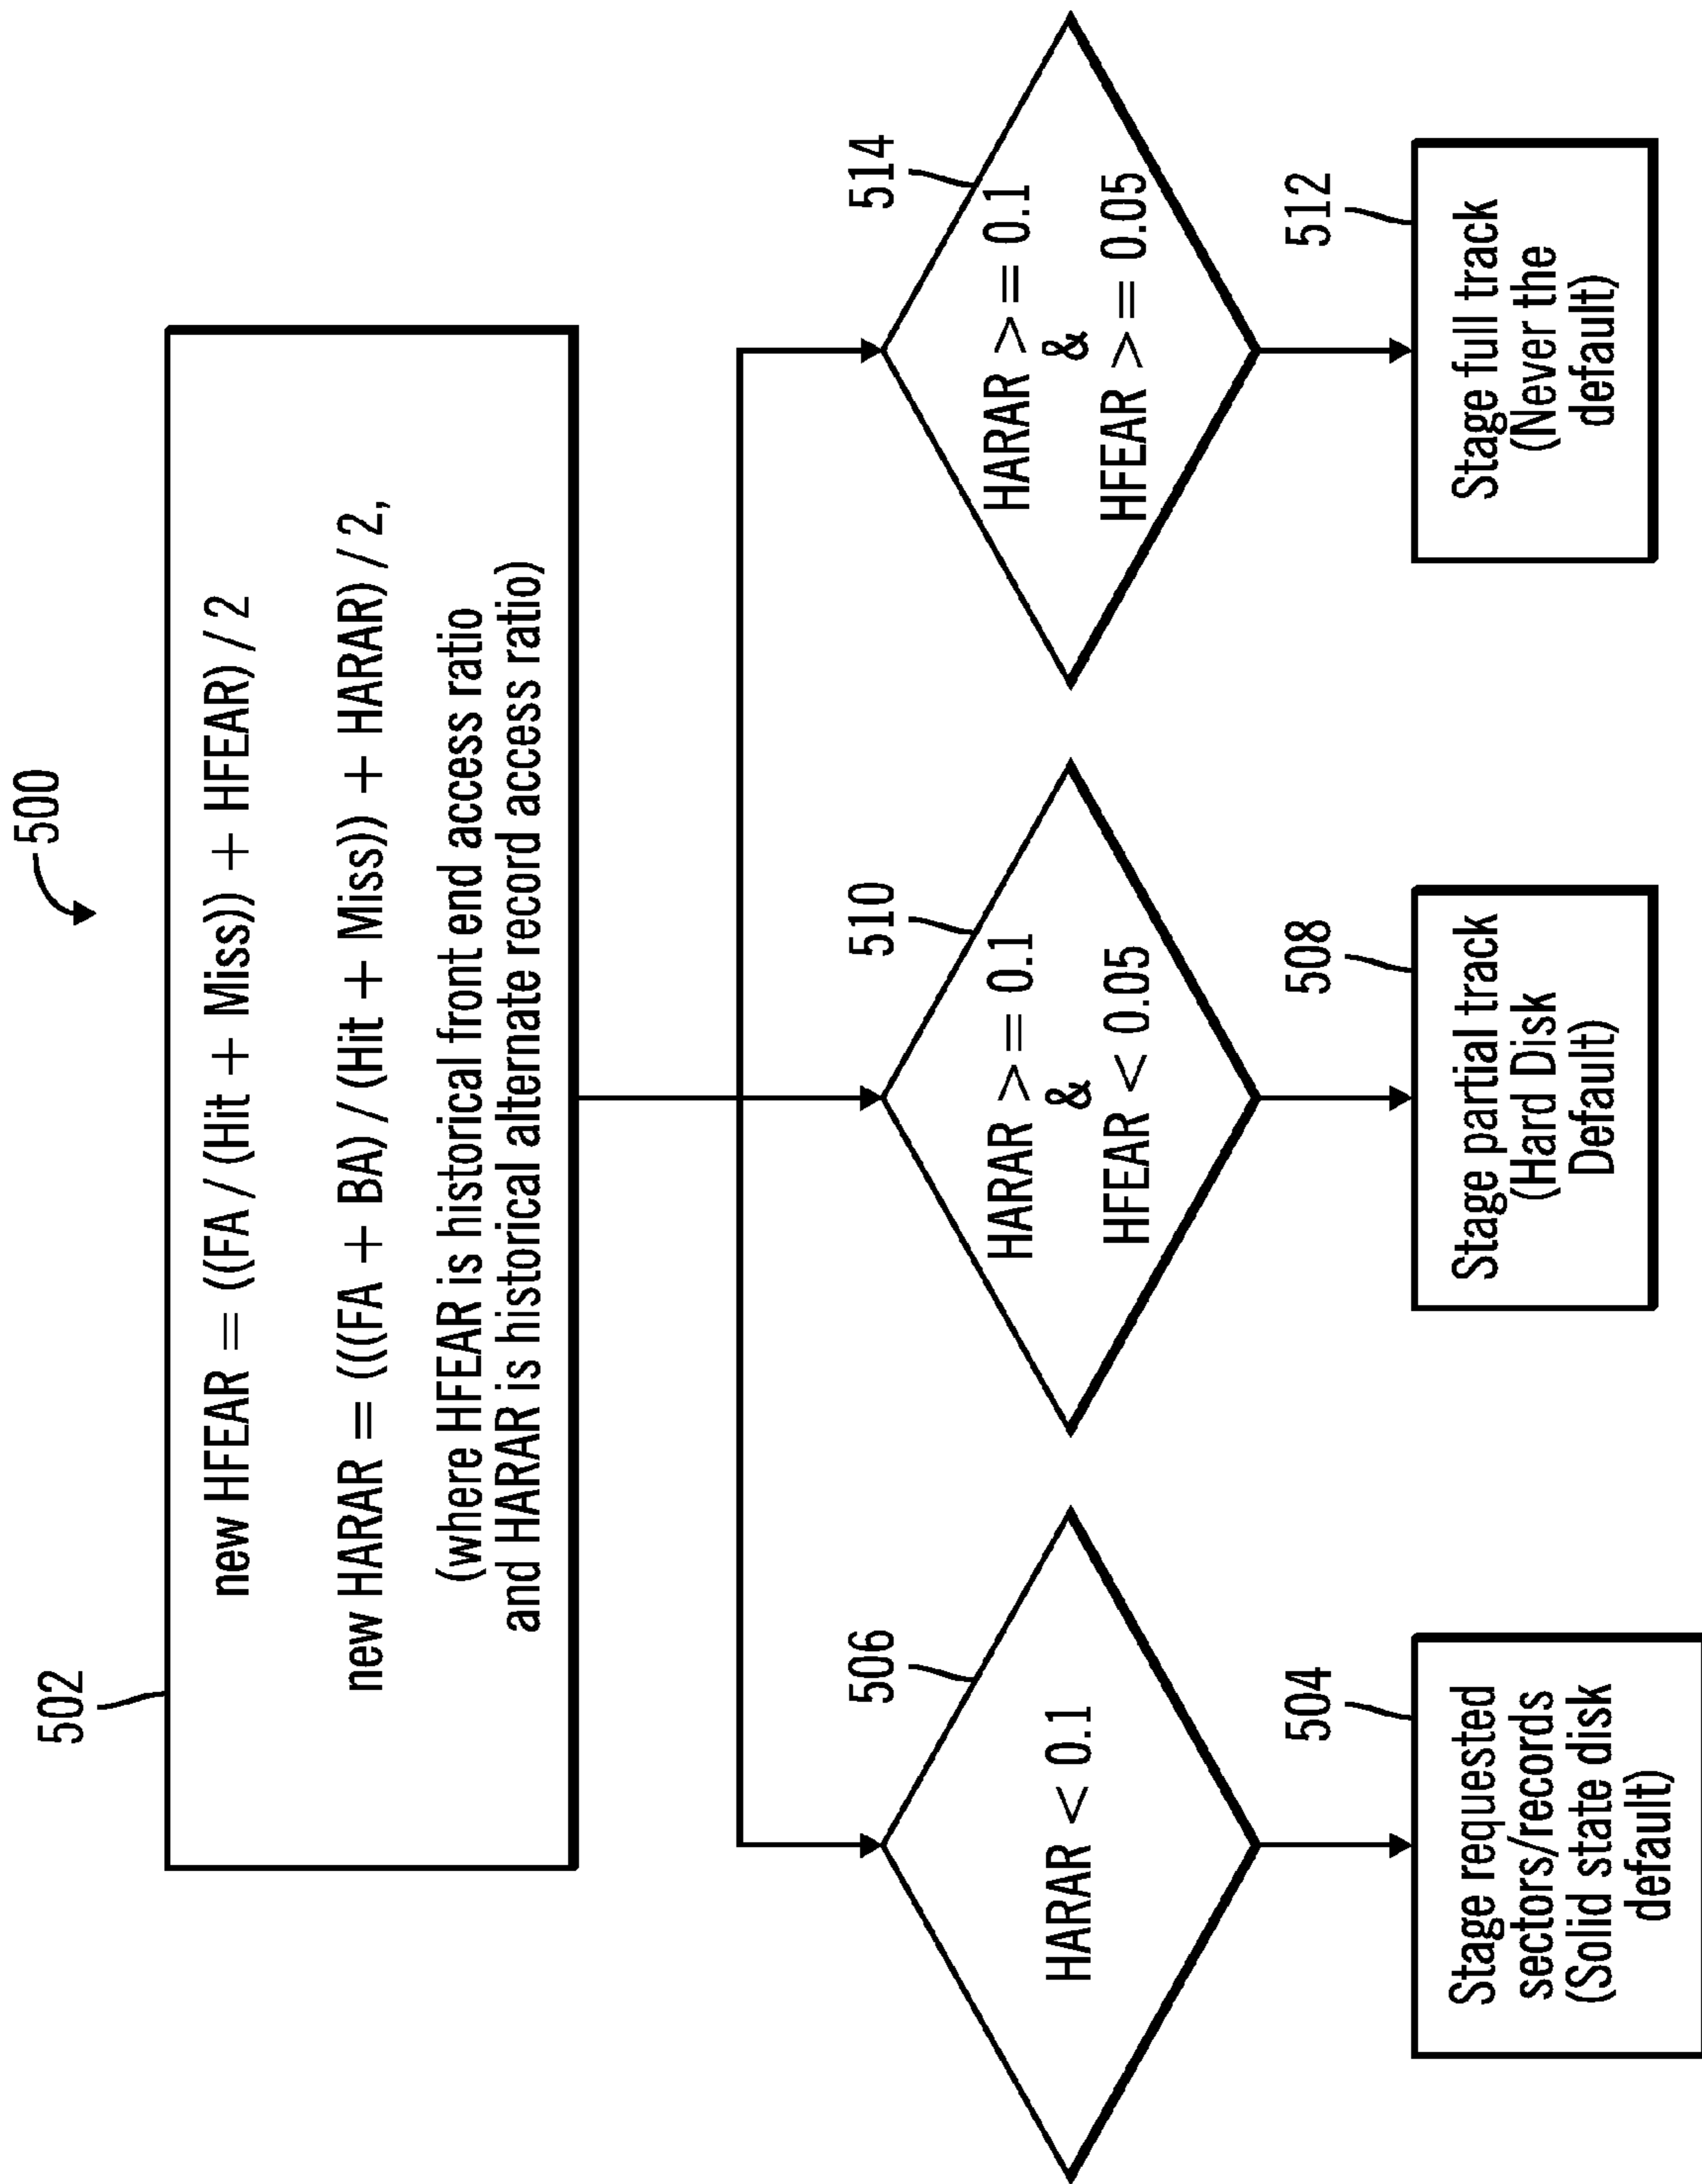 500
502
new HFEAR = ((FA / (Hit + Miss)) + HFEAR) / 2
new HARAR = (((FA + BA) / (Hit + Miss)) + HARAR) / 2,
(where HFEAR is historical front end access ratio
and HARAR is historical alternate record access ratio)
506
HARAR < 0.1
504
Stage requested
sectors/records
(Solid state disk
default)
510
HARAR >= 0.1
&
HFEAR < 0.05
508
Stage partial track
(Hard Disk
Default)
514
HARAR >= 0.1
&
HFEAR >= 0.05
512
Stage full track
(Never the
default)